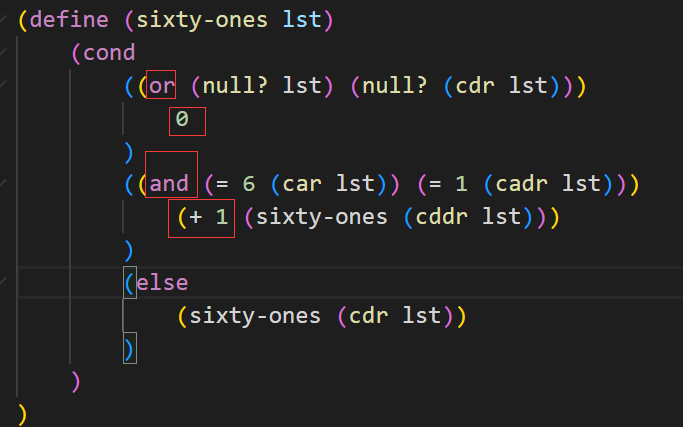 (define (sixty-ones lst)
(cond
((or (null? lst) (null? (cdr lst)))
0
)
((and (= 6 (car lst)) (= 1 (cadr lst)))
(+ 1 (sixty-ones (cddr lst)))
)
(else
(sixty-ones (cdr lst))
)
)
)